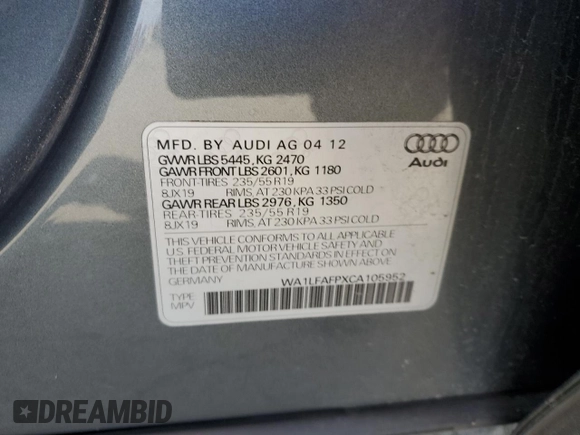 MFD. BY AUDI AG 04 12
GVWR LBS 5445, KG 2470
GAWR FRONT LBS 2601, KG 1180
FRONT-TIRES 235/55 R19
8JX19 RIMS, AT 230 KPA 33 PSI COLD
GAWR REAR LBS 2976, KG 1350
REAR-TIRES 235/55 R19
8JX19 RIMS, AT 230 KPA 33 PSI COLD
THIS VEHICLE CONFORMS TO ALL APPLICABLE
U.S. FEDERAL MOTOR VEHICLE SAFETY AND
THEFT PREVENTION STANDARDS IN EFFECT
ON THE DATE OF MANUFACTURE SHOWN ABOVE
GERMANY WA1LFAFPXCA105952
TYPE
MPV
Audi
DREAMBID